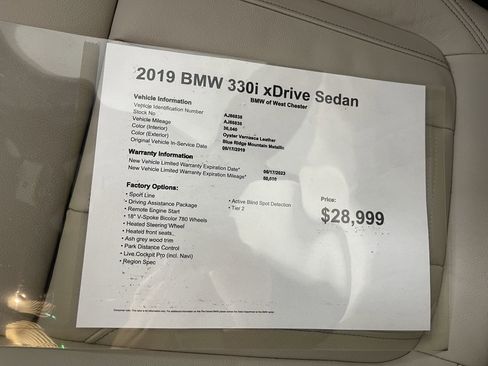 2019 BMW 330i xDrive Sedan
BMW of West Chester
Vehicle Information
Vehicle Identification Number AJ86838
Stock No AJ86838
Vehicle Mileage 36,640
Color (Interior) Oyster Vernasca Leather
Color (Exterior) Blue Ridge Mountain Metallic
Original Vehicle In-Service Date 08/17/2019
Warranty Information
New Vehicle Limited Warranty Expiration Date* 08/17/2023
New Vehicle Limited Warranty Expiration Mileage* 50,000
Factory Options:
• Sport Line
• Driving Assistance Package
• Remote Engine Start
• 18" V-Spoke Bicolor 780 Wheels
• Heated Steering Wheel
• Heated front seats
• Ash grey wood trim
• Park Distance Control
• Live Cockpit Pro (incl. Navi)
• Region Spec
• Active Blind Spot Detection
• Tier 2
Price:
$28,999